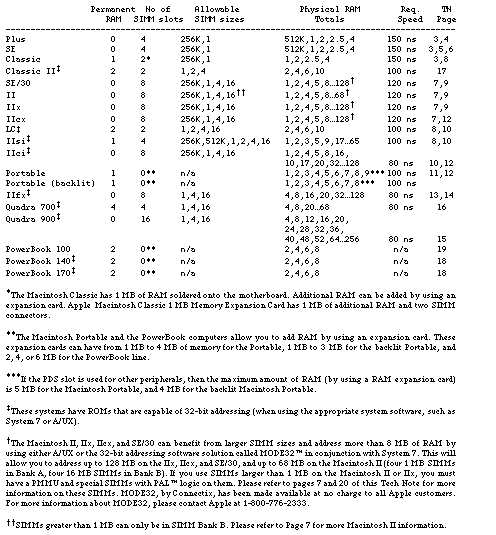 Permanent No of Allowable Physical RAM Req. TN
RAM SIMM slots SIMM sizes Totals Speed Page
Plus 0 4 256K,1 512K,1,2,2.5,4 150 ns 3,4
SE 0 4 256K,1 512K,1,2,2.5,4 150 ns 3,5,6
Classic 1 2* 256K,1 1,2,2.5,4 150 ns 3,8
Classic II‡ 2 2 1,2,4 2,4,6,10 100 ns 17
SE/30 0 8 256K,1,4,16 1,2,4,5,8…128† 120 ns 7,9
II 0 8 256K,1,4,16†† 1,2,4,5,8…68† 120 ns 7,9
IIx 0 8 256K,1,4,16 1,2,4,5,8…128† 120 ns 7,9
IIcx 0 8 256K,1,4,16 1,2,4,5,8…128† 120 ns 7,12
LC‡ 2 2 1,2,4,16 2,4,6,10 100 ns 8,10
IIsi‡ 1 4 256K,512K,1,2,4,16 1,2,3,5,9,17…65 100 ns 8,10
IIci‡ 0 8 256K,1,4,16 1,2,4,5,8,16,
10,17,20,32…128 80 ns 10,12
Portable 1 0** n/a 1,2,3,4,5,6,7,8,9*** 100 ns 11,12
Portable (backlit) 1 0** n/a 1,2,3,4,5,6,7,8*** 100 ns
IIfx‡ 0 8 1,4,16 4,8,16,20,32…128 80 ns 13,14
Quadra 700‡ 4 4 1,4,16 4,8,20…68 80 ns 16
Quadra 900‡ 0 16 1,4,16 4,8,12,16,20,
24,28,32,36,
40,48,52,64…256 80 ns 15
PowerBook 100 2 0** n/a 2,4,6,8 n/a 19
PowerBook 140‡ 2 0** n/a 2,4,6,8 n/a 18
PowerBook 170‡ 2 0** n/a 2,4,6,8 n/a 18
*The Macintosh Classic has 1 MB of RAM soldered onto the motherboard. Additional RAM can be added by using an
expansion card. Apple Macintosh Classic 1 MB Memory Expansion Card has 1 MB of additional RAM and two SIMM
connectors.
**The Macintosh Portable and the PowerBook computers allow you to add RAM by using an expansion card. These
expansion cards can have from 1 MB to 4 MB of memory for the Portable, 1 MB to 3 MB for the backlit Portable, and
2, 4, or 6 MB for the PowerBook line.
***If the PDS slot is used for other peripherals, then the maximum amount of RAM (by using a RAM expansion card)
is 5 MB for the Macintosh Portable, and 4 MB for the backlit Macintosh Portable.
‡These systems have ROMs that are capable of 32-bit addressing (when using the appropriate system software, such as
System 7 or A/UX).
†The Macintosh II, IIx, IIcx, and SE/30 can benefit from larger SIMM sizes and address more than 8 MB of RAM by
using either A/UX or the 32-bit addressing software solution called MODE32™ in conjunction with System 7. This will
allow you to address up to 128 MB on the IIx, IIcx, and SE/30, and up to 68 MB on the Macintosh II (four 1 MB SIMMs
in Bank A, four 16 MB SIMMs in Bank B). If you use SIMMs larger than 1 MB on the Macintosh II or IIx, you must
have a PMMU and special SIMMs with PAL™ logic on them. Please refer to pages 7 and 20 of this Tech Note for more
information on these SIMMs. MODE32, by Connectix, has been made available at no charge to all Apple customers.
For more information about MODE32, please contact Apple at 1-800-776-2333.
††SIMMs greater than 1 MB can only be in SIMM Bank B. Please refer to Page 7 for more Macintosh II information.